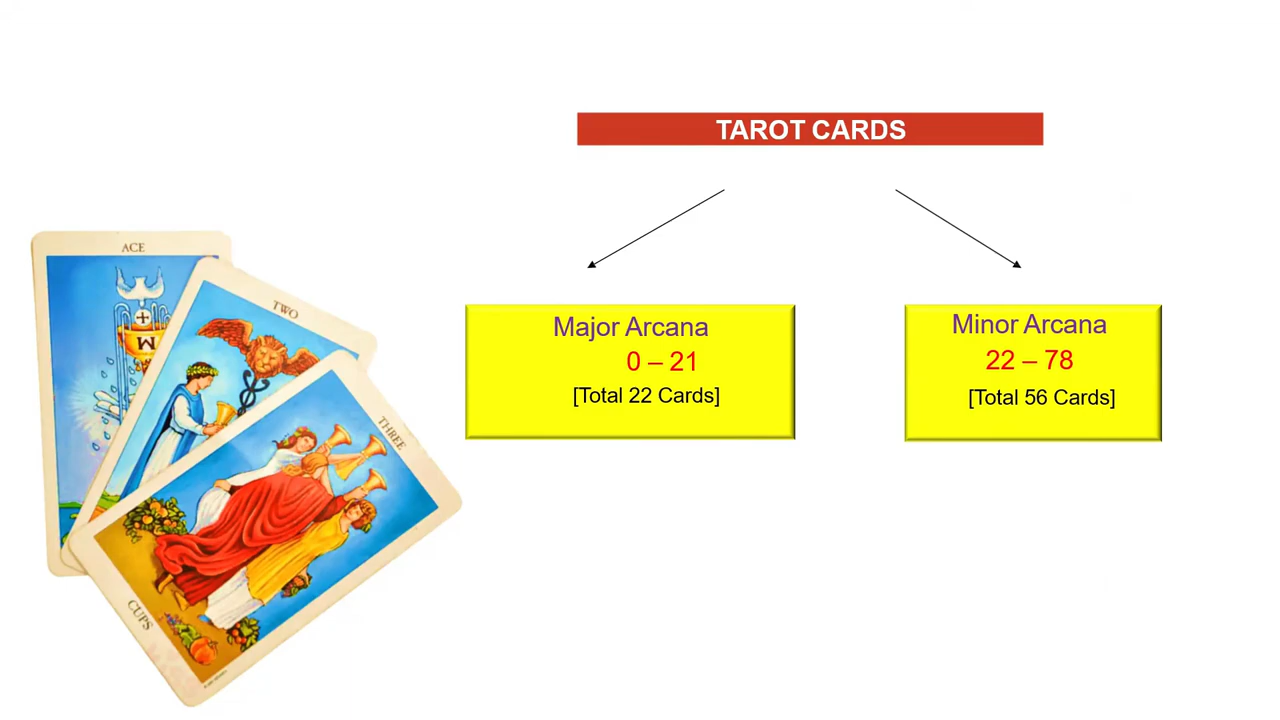 TAROT CARDS
ACE
TWO
THREE
CUPS
Major Arcana
0 – 21
[Total 22 Cards]
Minor Arcana
22 – 78
[Total 56 Cards]